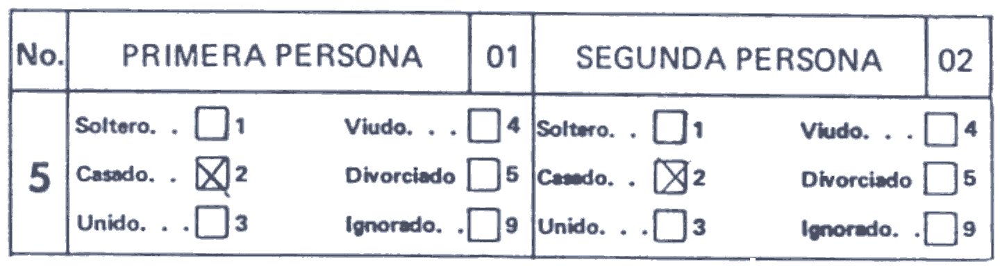 No. PRIMERA PERSONA 01 SEGUNDA PERSONA 02
5
Soltero. . ☐ 1 Viudo. . . ☐ 4 Soltero. . ☐ 1 Viudo. . . ☐ 4
Casado. . ☒ 2 Divorciado ☐ 5 Casado. . ☒ 2 Divorciado ☐ 5
Unido. . . ☐ 3 Ignorado. . ☐ 9 Unido. . . ☐ 3 Ignorado. . ☐ 9